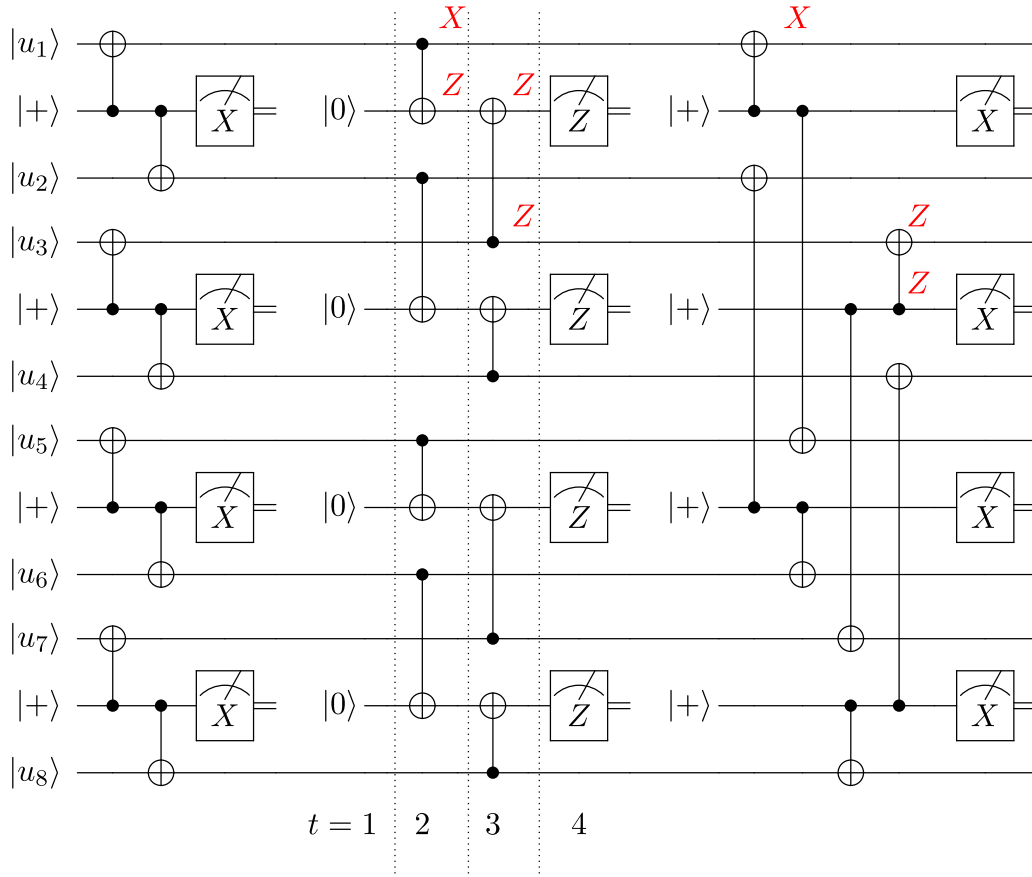 X X
|u₁⟩
Z Z
|+⟩ X |0⟩ Z |+⟩ X
|u₂⟩
Z Z
|u₃⟩
Z
|+⟩ X |0⟩ Z |+⟩ X
|u₄⟩
|u₅⟩
|+⟩ X |0⟩ Z |+⟩ X
|u₆⟩
|u₇⟩
|+⟩ X |0⟩ Z |+⟩ X
|u₈⟩
t = 1 2 3 4